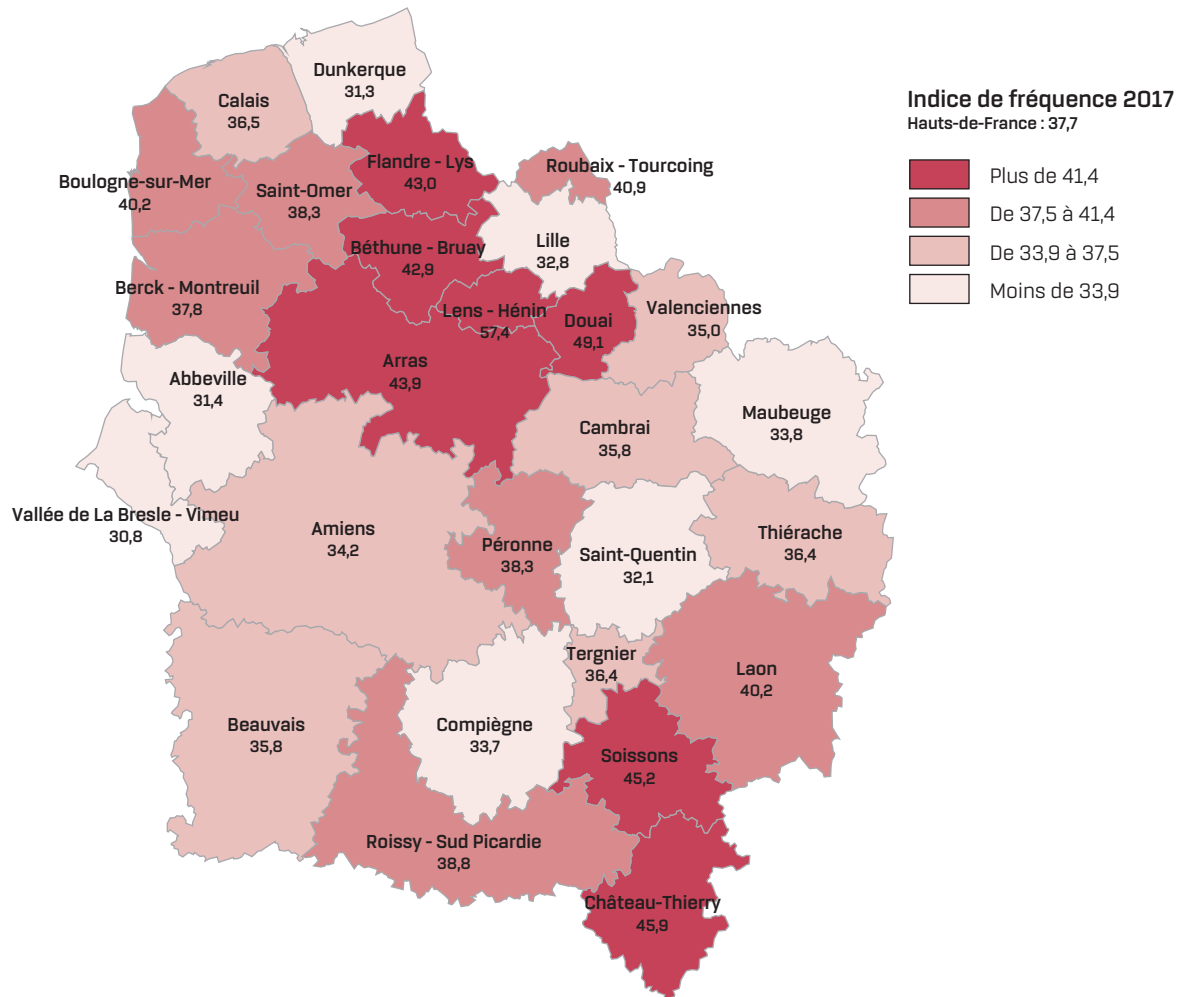 Dunkerque
31,3
Calais
36,5
Indice de fréquence 2017
Hauts-de-France : 37,7
Plus de 41,4
De 37,5 à 41,4
De 33,9 à 37,5
Moins de 33,9
Flandre - Lys
43,0
Roubaix - Tourcoing
40,9
Boulogne-sur-Mer
40,2
Saint-Omer
38,3
Lille
32,8
Béthune - Bruay
42,9
Berck - Montreuil
37,8
Lens - Hénin
57,4
Douai
49,1
Valenciennes
35,0
Arras
43,9
Abbeville
31,4
Maubeuge
33,8
Cambrai
35,8
Vallée de La Bresle - Vimeu
30,8
Amiens
34,2
Péronne
38,3
Saint-Quentin
32,1
Thiérache
36,4
Tergnier
36,4
Laon
40,2
Beauvais
35,8
Compiègne
33,7
Soissons
45,2
Roissy - Sud Picardie
38,8
Château-Thierry
45,9